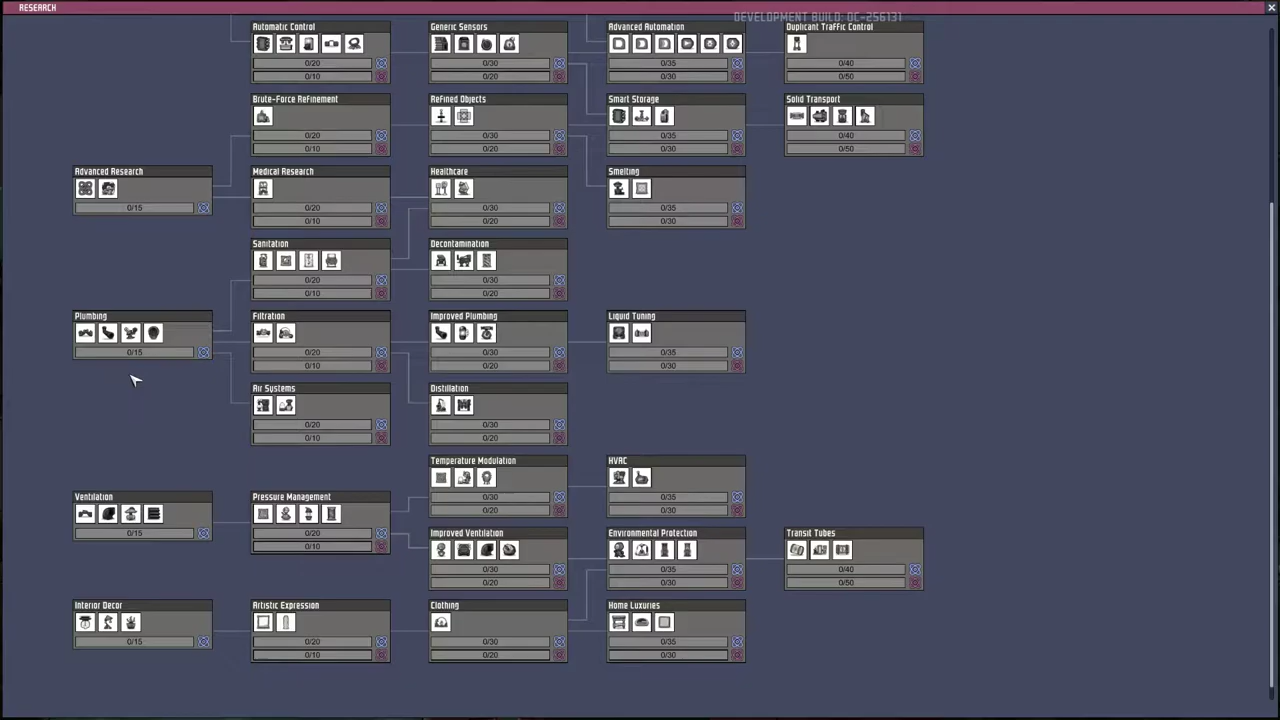 RESEARCH
DEVELOPMENT BUILD: OC-256131
Automatic Control
Generic Sensors
Advanced Automation
Duplicant Traffic Control
0/20
0/30
0/35
0/40
0/10
0/20
0/30
0/50
Brute-Force Refinement
Refined Objects
Smart Storage
Solid Transport
0/20
0/30
0/35
0/40
0/10
0/20
0/30
0/50
Advanced Research
Medical Research
Healthcare
Smelting
0/15
0/20
0/30
0/35
0/10
0/20
0/30
Sanitation
Decontamination
0/20
0/30
0/10
0/20
Plumbing
Filtration
Improved Plumbing
Liquid Tuning
0/15
0/20
0/30
0/35
0/10
0/20
0/30
Air Systems
Distillation
0/20
0/30
0/10
0/20
Temperature Modulation
HVAC
0/30
0/35
0/20
0/30
Ventilation
Pressure Management
0/15
0/20
0/10
Improved Ventilation
Environmental Protection
Transit Tubes
0/30
0/35
0/40
0/20
0/30
0/50
Interior Decor
Artistic Expression
Clothing
Home Luxuries
0/15
0/20
0/30
0/35
0/10
0/20
0/30